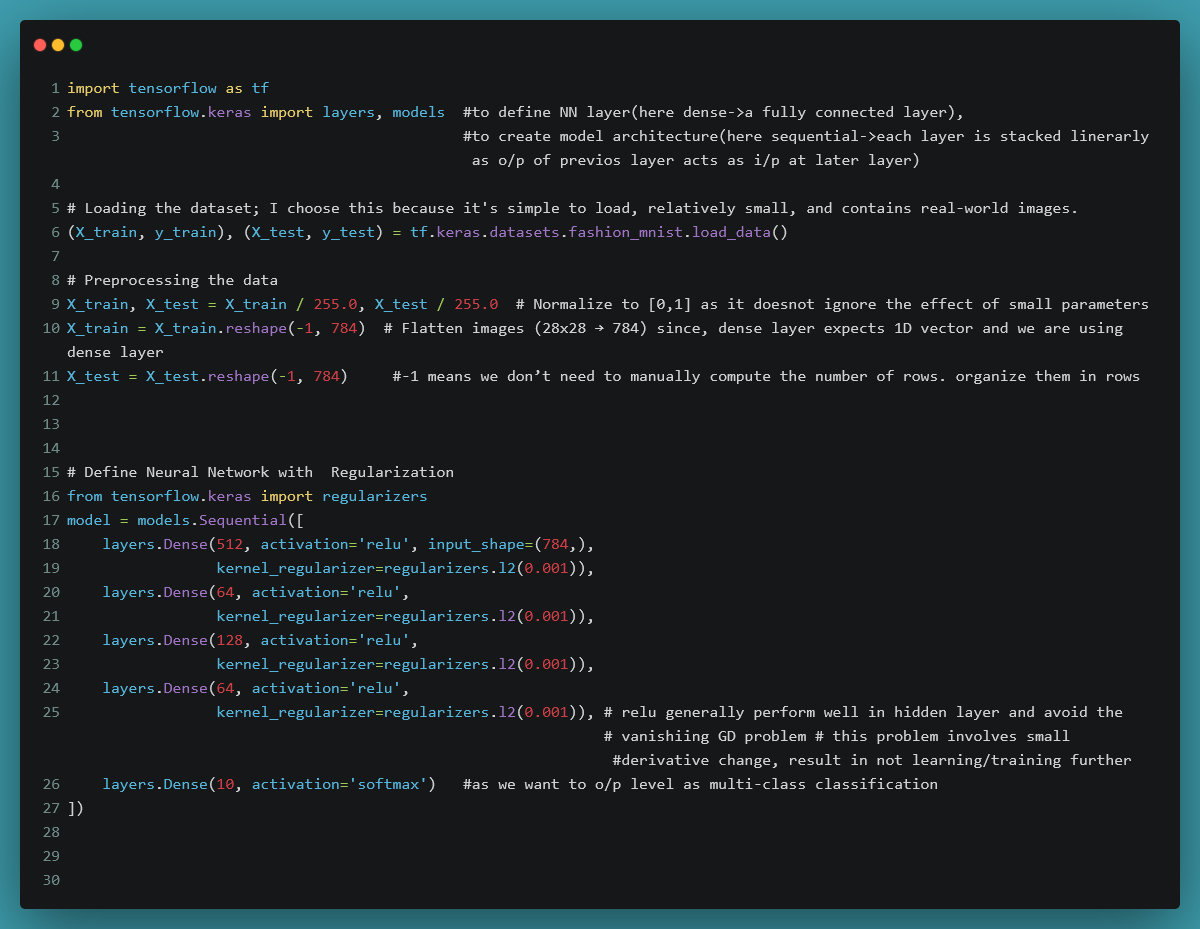 1 import tensorflow as tf
2 from tensorflow.keras import layers, models  #to define NN layer(here dense->a fully connected layer),
3                                              #to create model architecture(here sequential->each layer is stacked linerarly
                                               as o/p of previos layer acts as i/p at later layer)
4
5 # Loading the dataset; I choose this because it's simple to load, relatively small, and contains real-world images.
6 (X_train, y_train), (X_test, y_test) = tf.keras.datasets.fashion_mnist.load_data()
7
8 # Preprocessing the data
9 X_train, X_test = X_train / 255.0, X_test / 255.0  # Normalize to [0,1] as it doesnot ignore the effect of small parameters
10 X_train = X_train.reshape(-1, 784)  # Flatten images (28x28 → 784) since, dense layer expects 1D vector and we are using
dense layer
11 X_test = X_test.reshape(-1, 784)     #-1 means we don’t need to manually compute the number of rows. organize them in rows
12
13
14
15 # Define Neural Network with  Regularization
16 from tensorflow.keras import regularizers
17 model = models.Sequential([
18     layers.Dense(512, activation='relu', input_shape=(784,),
19                  kernel_regularizer=regularizers.l2(0.001)),
20     layers.Dense(64, activation='relu',
21                  kernel_regularizer=regularizers.l2(0.001)),
22     layers.Dense(128, activation='relu',
23                  kernel_regularizer=regularizers.l2(0.001)),
24     layers.Dense(64, activation='relu',
25                  kernel_regularizer=regularizers.l2(0.001)), # relu generally perform well in hidden layer and avoid the
                                                             # vanishiing GD problem # this problem involves small
                                                              #derivative change, result in not learning/training further
26     layers.Dense(10, activation='softmax')   #as we want to o/p level as multi-class classification
27 ])
28
29
30